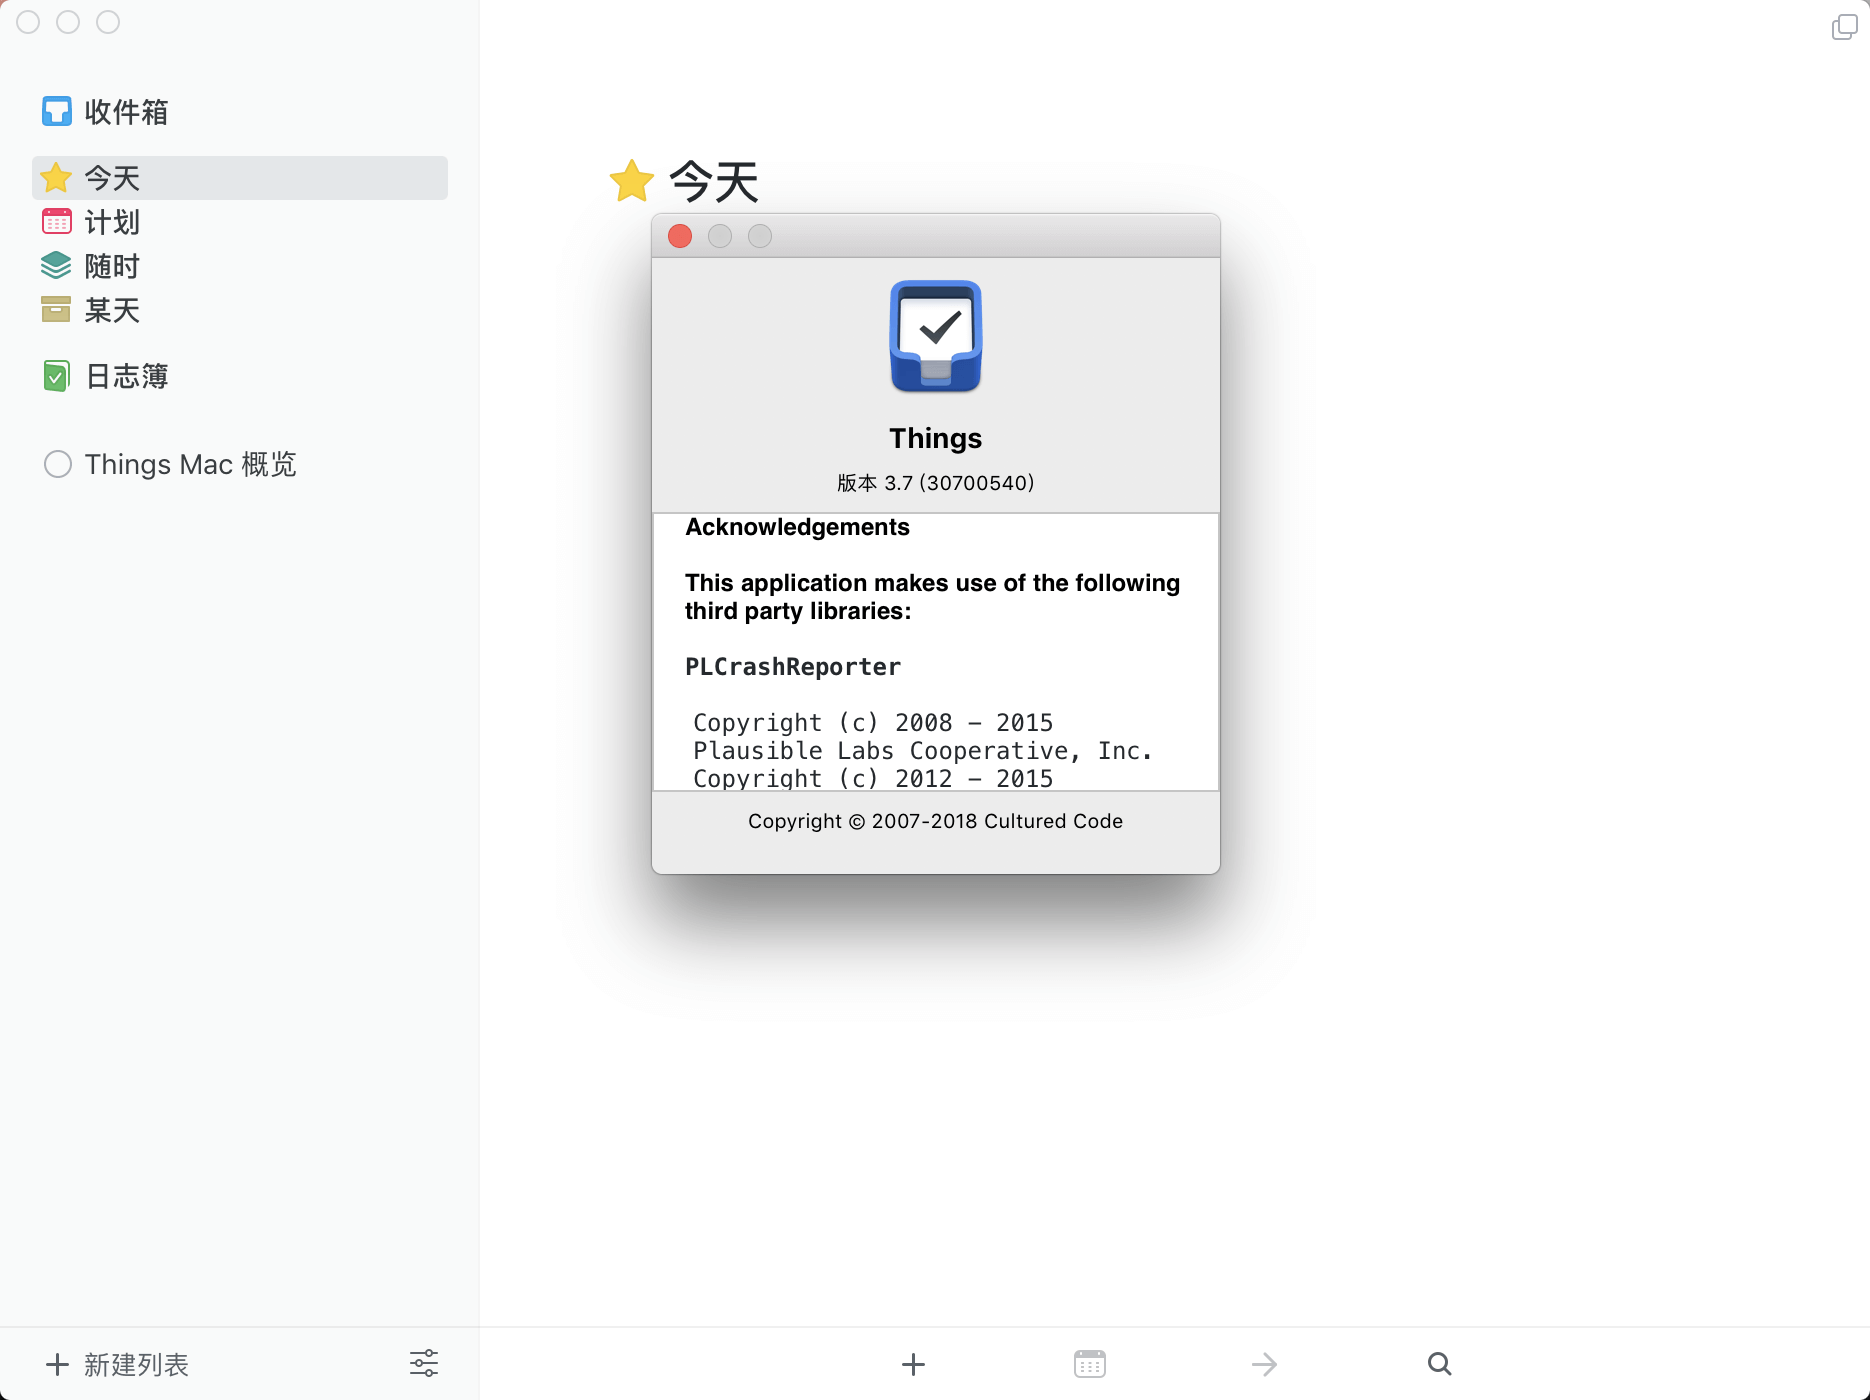 收件箱
今天
计划
随时
某天
日志簿
Things Mac 概览
新建列表
今天
Things
版本 3.7 (30700540)
Acknowledgements
This application makes use of the following
third party libraries:
PLCrashReporter
Copyright (c) 2008 – 2015
Plausible Labs Cooperative, Inc.
Copyright (c) 2012 – 2015
Copyright © 2007-2018 Cultured Code